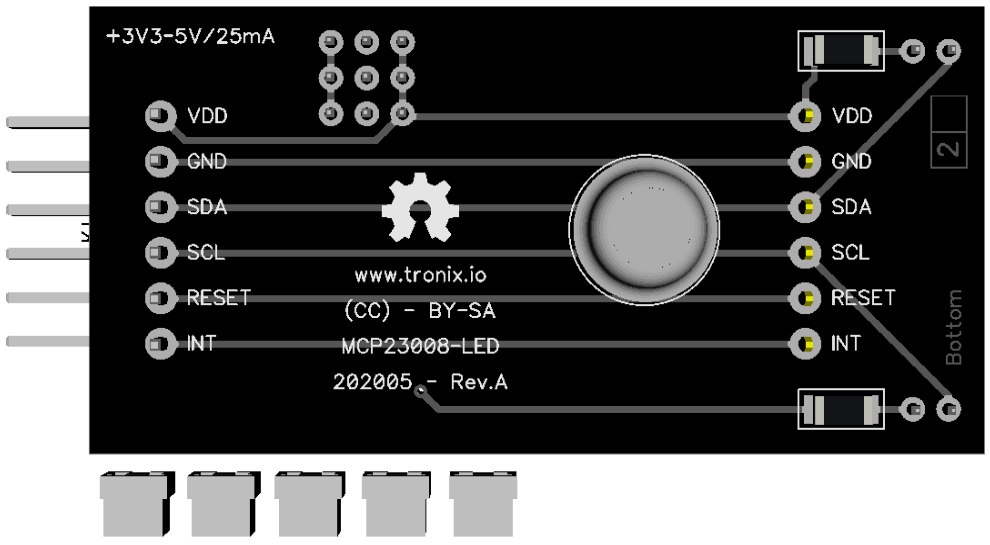 +3V3-5V/25mA
VDD
GND
SDA
SCL
RESET
INT
www.tronix.io
(CC) - BY-SA
MCP23008-LED
202005 - Rev.A
VDD
GND
SDA
SCL
RESET
INT
2
Bottom